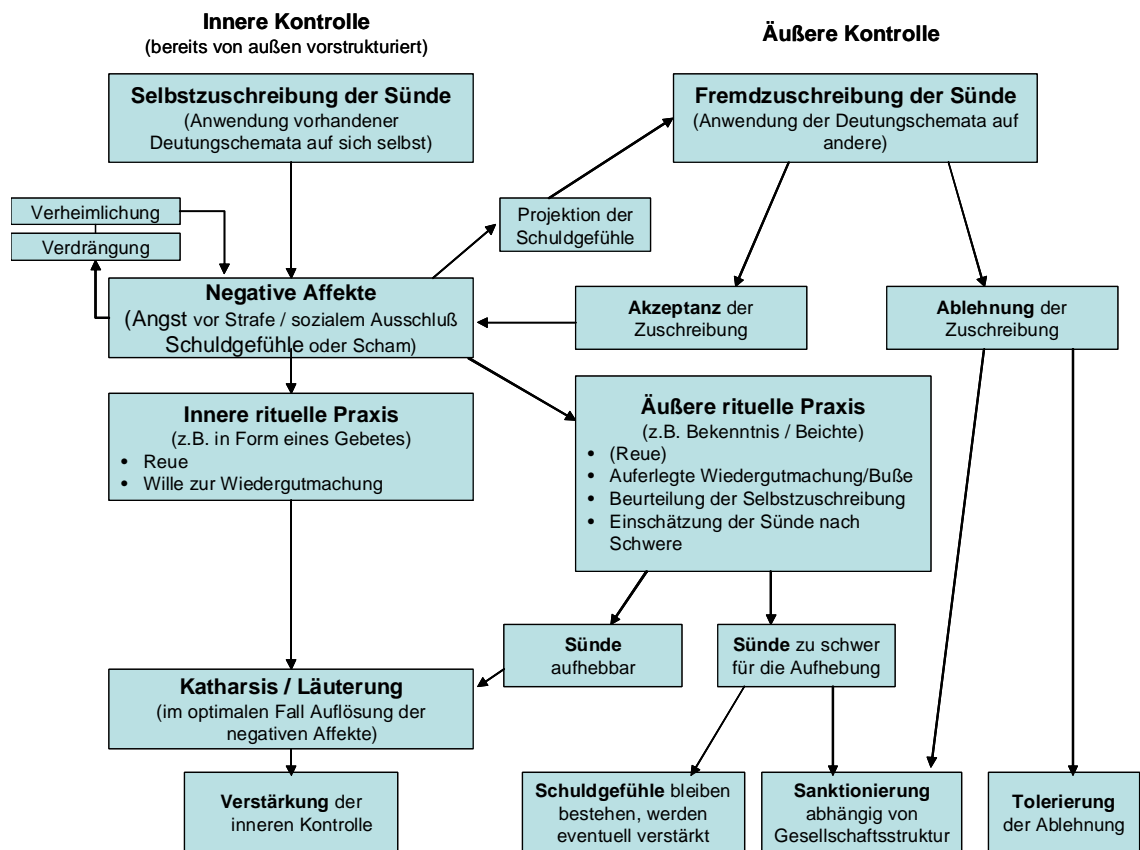 Innere Kontrolle
(bereits von außen vorstrukturiert)
Äußere Kontrolle
Selbstzuschreibung der Sünde
(Anwendung vorhandener
Deutungschemata auf sich selbst)
Fremdzuschreibung der Sünde
(Anwendung der Deutungschemata auf
andere)
Verheimlichung
Verdrängung
Projektion der
Schuldgefühle
Negative Affekte
(Angst vor Strafe / sozialem Ausschluß
Schuldgefühle oder Scham)
Akzeptanz der
Zuschreibung
Ablehnung der
Zuschreibung
Innere rituelle Praxis
(z.B. in Form eines Gebetes)
• Reue
• Wille zur Wiedergutmachung
Äußere rituelle Praxis
(z.B. Bekenntnis / Beichte)
• (Reue)
• Auferlegte Wiedergutmachung/Buße
• Beurteilung der Selbstzuschreibung
• Einschätzung der Sünde nach
Schwere
Sünde
aufhebbar
Sünde zu schwer
für die Aufhebung
Katharsis / Läuterung
(im optimalen Fall Auflösung der
negativen Affekte)
Verstärkung der
inneren Kontrolle
Schuldgefühle bleiben
bestehen, werden
eventuell verstärkt
Sanktionierung
abhängig von
Gesellschaftsstruktur
Tolerierung
der Ablehnung